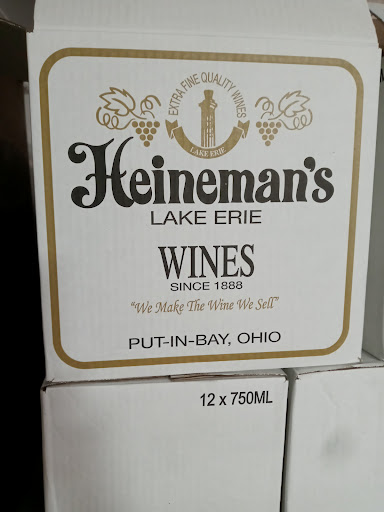 EXTRA FINE QUALITY WINES
LAKE ERIE
Heineman's
LAKE ERIE
WINES
SINCE 1888
"We Make The Wine We Sell"
PUT-IN-BAY, OHIO
12 x 750ML